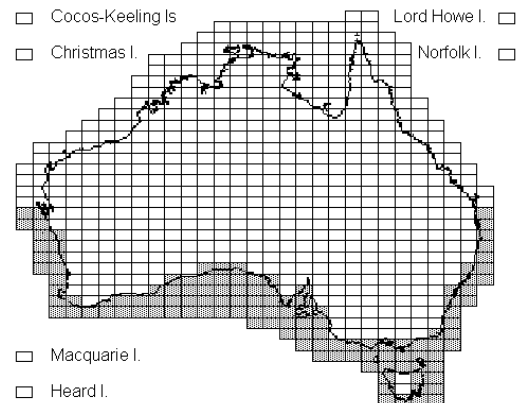 Cocos-Keeling Is
Lord Howe I.
Christmas I.
Norfolk I.
Macquarie I.
Heard I.